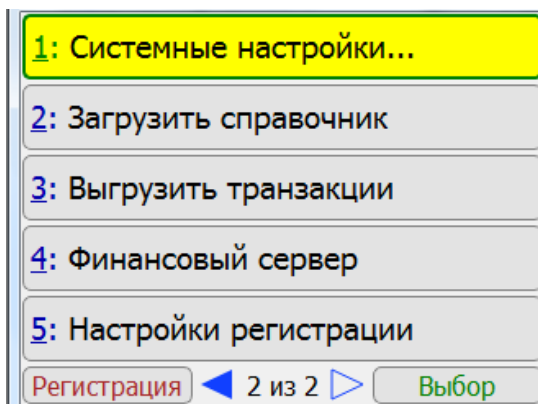 1: Системные настройки...
2: Загрузить справочник
3: Выгрузить транзакции
4: Финансовый сервер
5: Настройки регистрации
Регистрация 2 из 2 Выбор